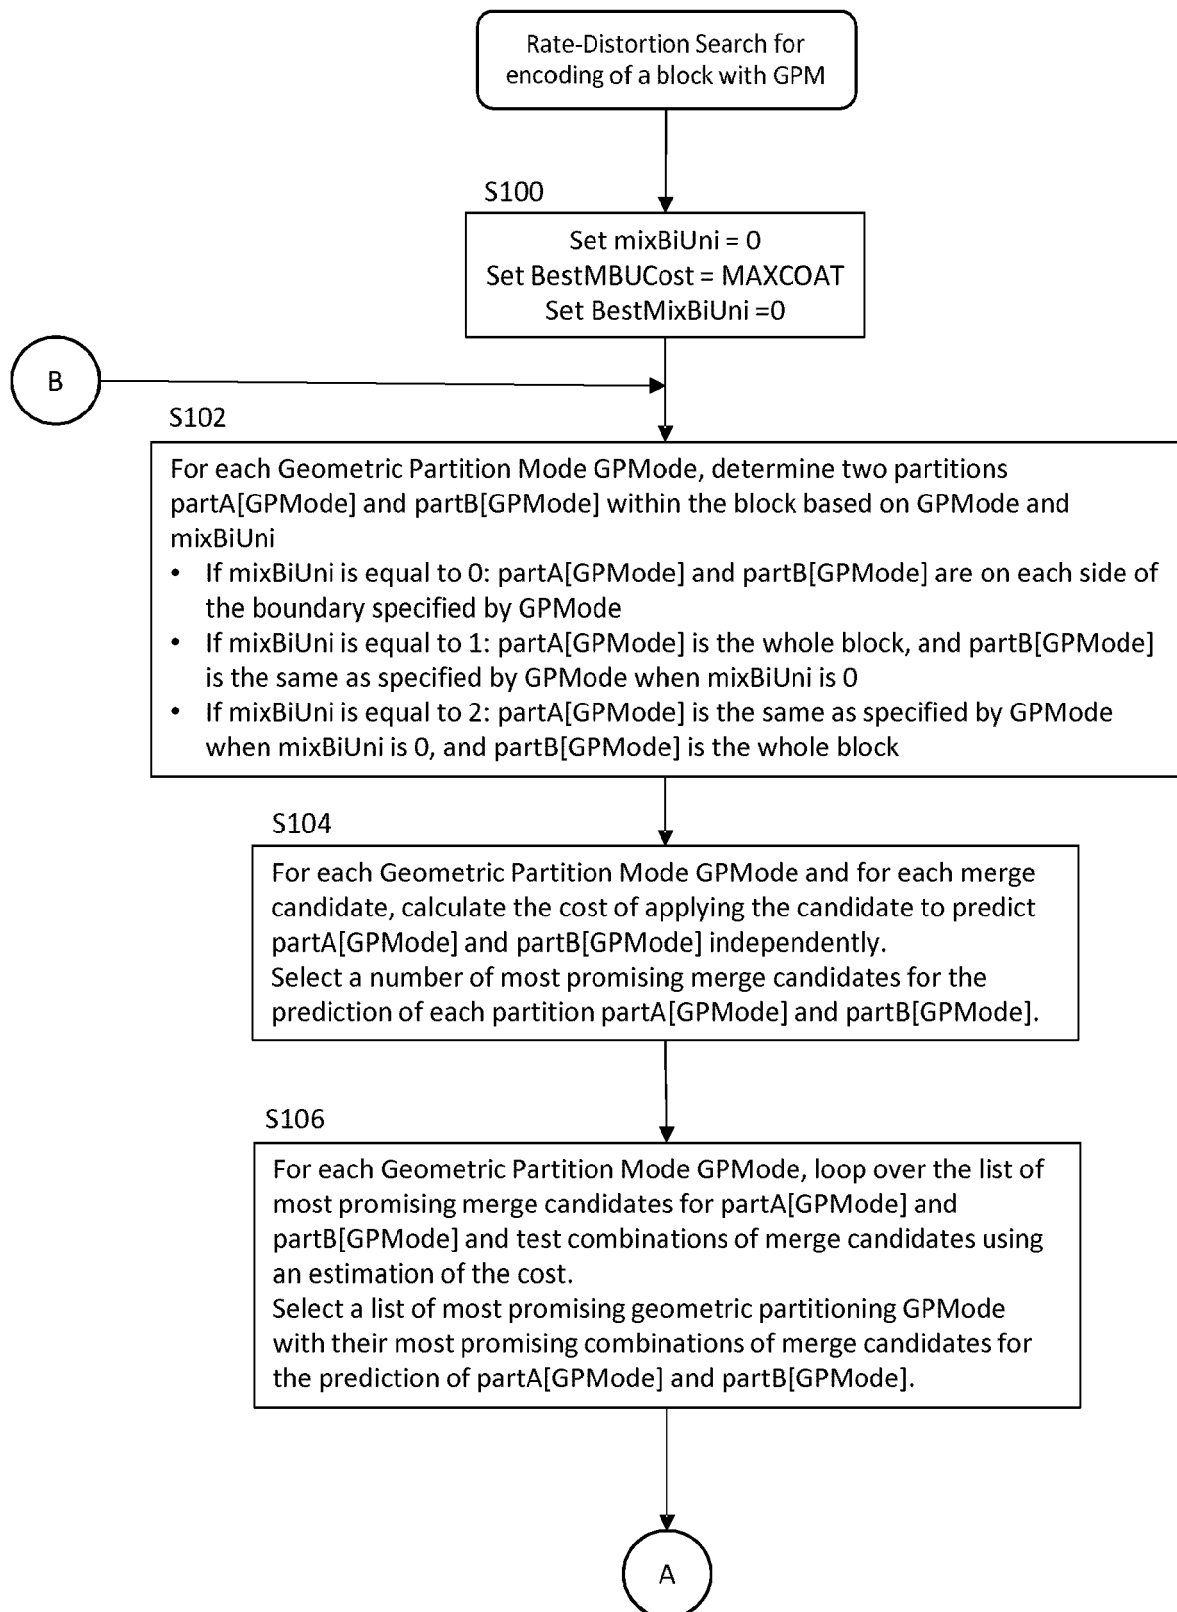 Rate-Distortion Search for
encoding of a block with GPM
S100
Set mixBiUni = 0
Set BestMBUCost = MAXCOAT
Set BestMixBiUni =0
B
S102
For each Geometric Partition Mode GPMode, determine two partitions
partA[GPMode] and partB[GPMode] within the block based on GPMode and
mixBiUni
• If mixBiUni is equal to 0: partA[GPMode] and partB[GPMode] are on each side of
the boundary specified by GPMode
• If mixBiUni is equal to 1: partA[GPMode] is the whole block, and partB[GPMode]
is the same as specified by GPMode when mixBiUni is 0
• If mixBiUni is equal to 2: partA[GPMode] is the same as specified by GPMode
when mixBiUni is 0, and partB[GPMode] is the whole block
S104
For each Geometric Partition Mode GPMode and for each merge
candidate, calculate the cost of applying the candidate to predict
partA[GPMode] and partB[GPMode] independently.
Select a number of most promising merge candidates for the
prediction of each partition partA[GPMode] and partB[GPMode].
S106
For each Geometric Partition Mode GPMode, loop over the list of
most promising merge candidates for partA[GPMode] and
partB[GPMode] and test combinations of merge candidates using
an estimation of the cost.
Select a list of most promising geometric partitioning GPMode
with their most promising combinations of merge candidates for
the prediction of partA[GPMode] and partB[GPMode].
A